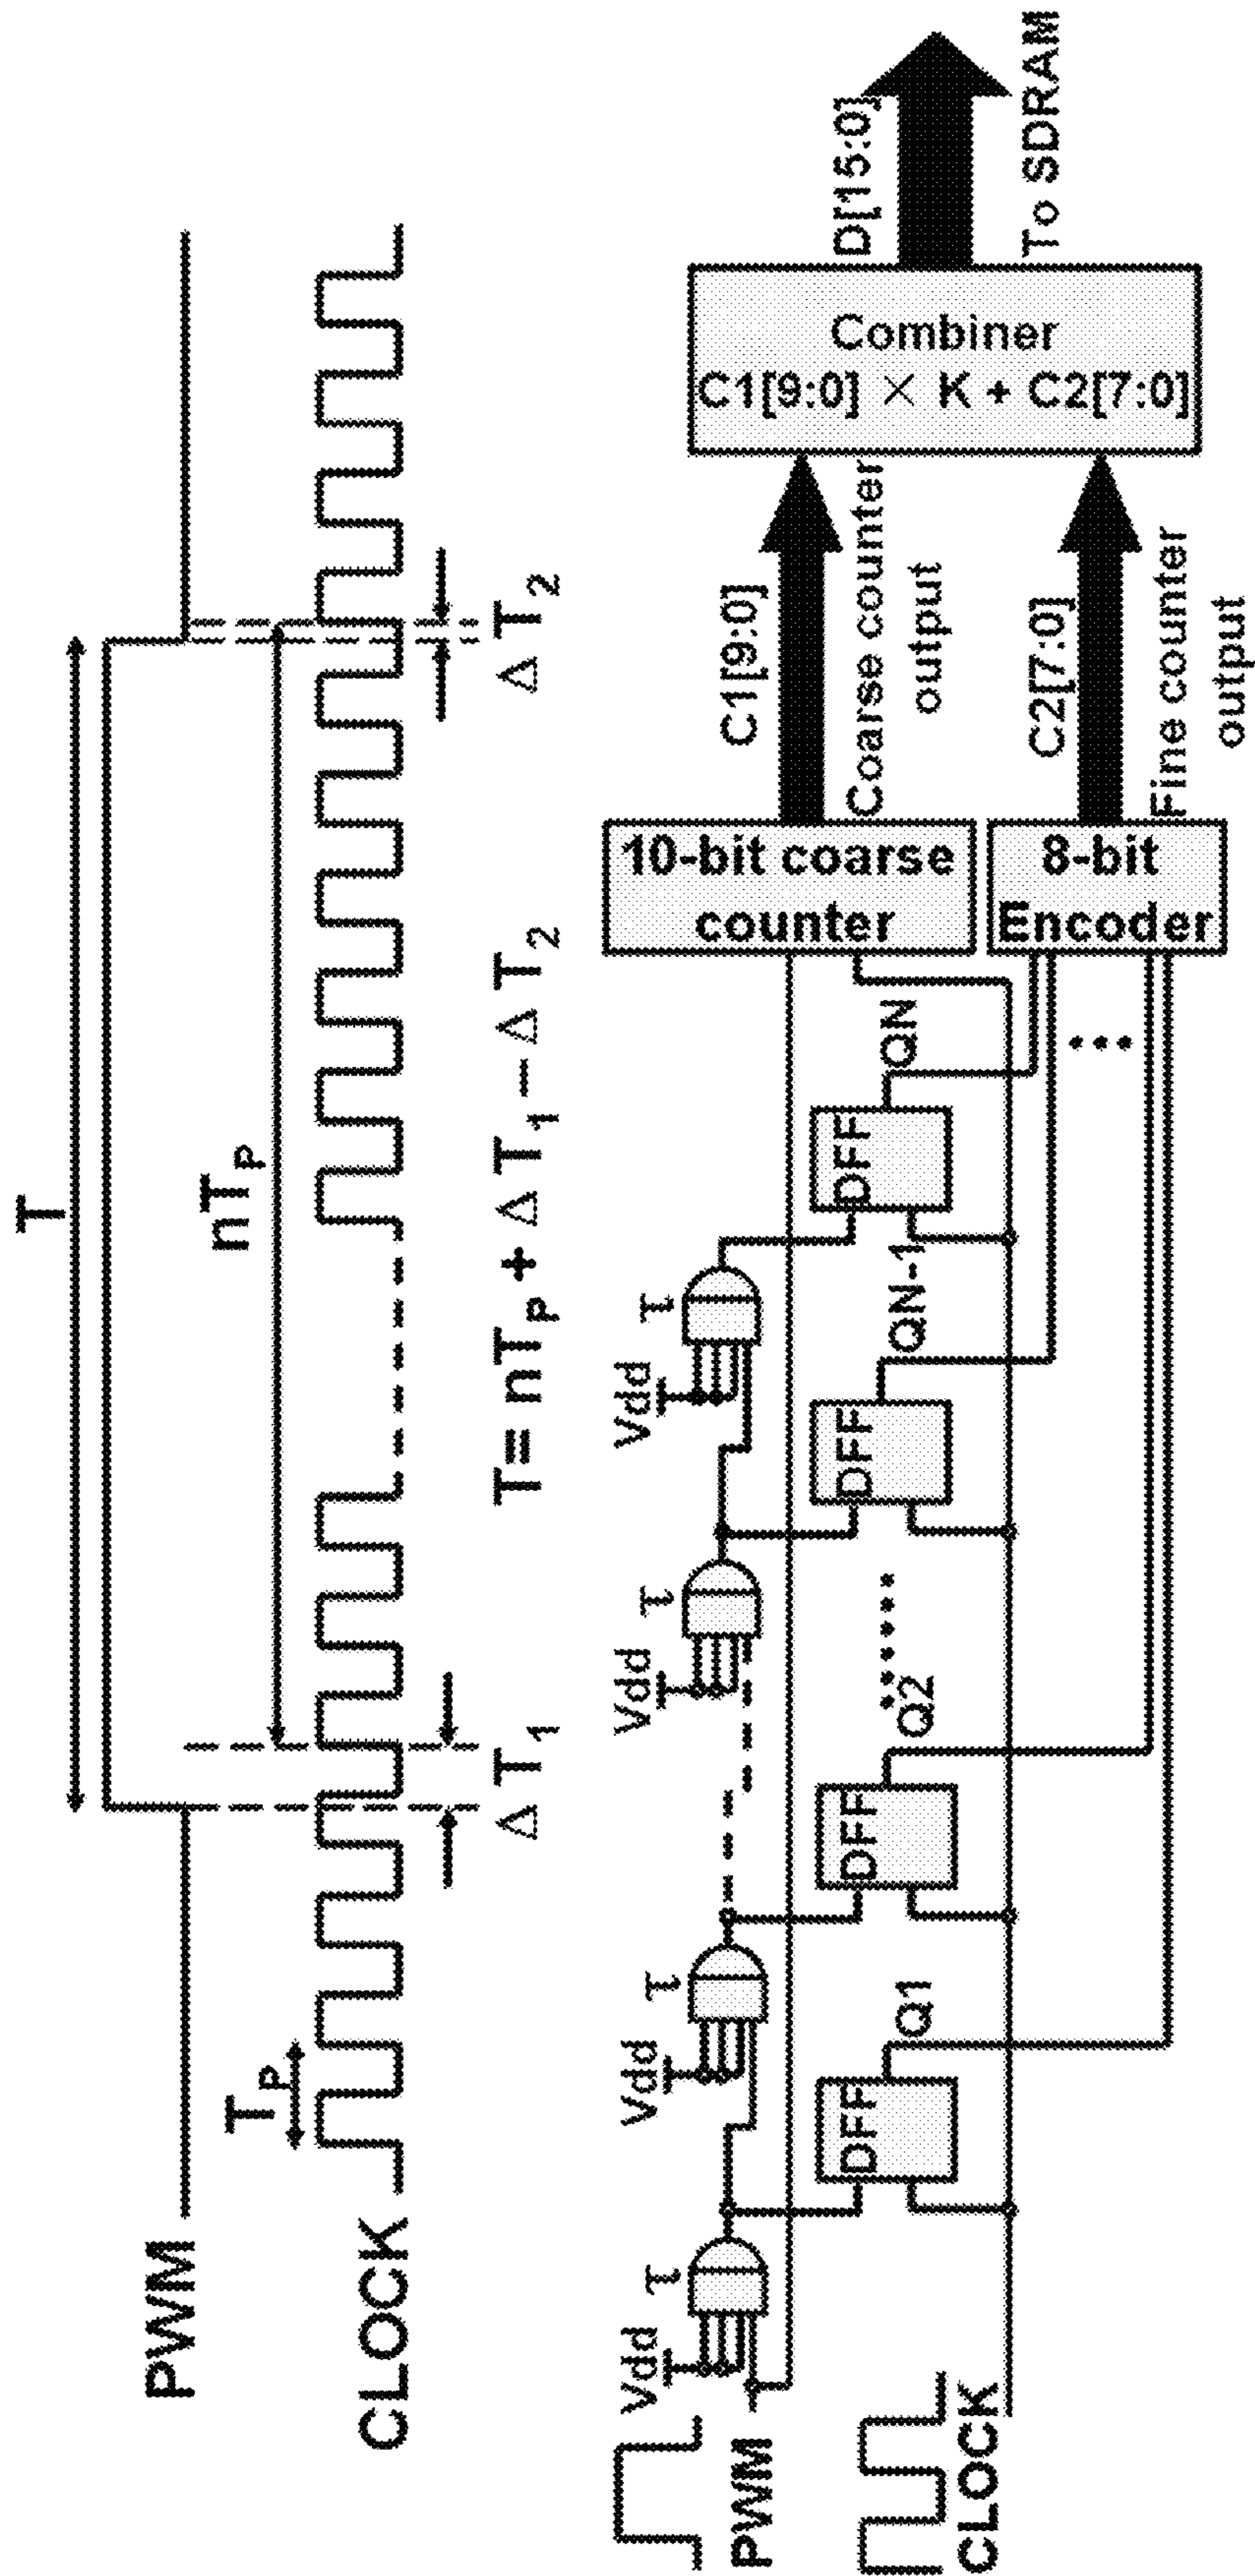 T
nTP
PWM
TP
CLOCK
ΔT1
ΔT2
T= nTP + ΔT1 − ΔT2
Vdd
τ
Vdd
τ
Vdd
τ
Vdd
τ
PWM
CLOCK
DFF
Q1
DFF
Q2
DFF
QN-1
DFF
QN
10-bit coarse
counter
8-bit
Encoder
C1[9:0]
Coarse counter
output
C2[7:0]
Fine counter
output
Combiner
C1[9:0] × K + C2[7:0]
D[15:0]
To SDRAM